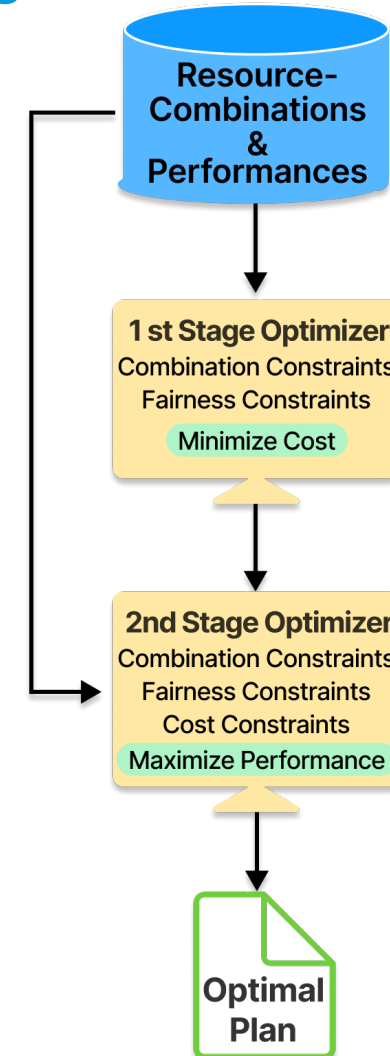 Resource-
Combinations
&
Performances
1 st Stage Optimizer
Combination Constraints
Fairness Constraints
Minimize Cost
2nd Stage Optimizer
Combination Constraints
Fairness Constraints
Cost Constraints
Maximize Performance
Optimal
Plan